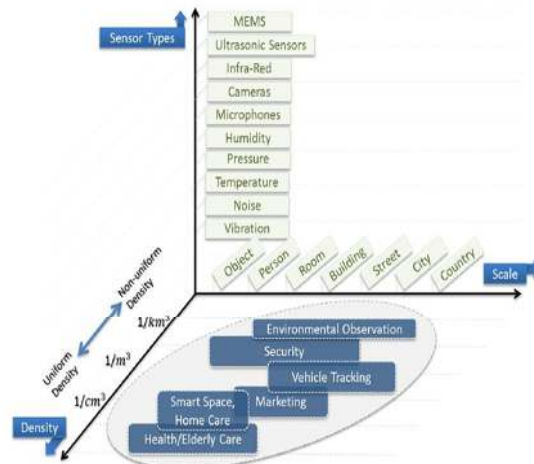 MEMS
Sensor Types
Ultrasonic Sensors
Infra-Red
Cameras
Microphones
Humidity
Pressure
Temperature
Noise
Vibration
Object
Person
Room
Building
Street
City
Country
Scale
Non-uniform
Density
Uniform
Density
1/km³
1/m³
1/cm³
Density
Environmental Observation
Security
Vehicle Tracking
Marketing
Smart Space,
Home Care
Health/Elderly Care